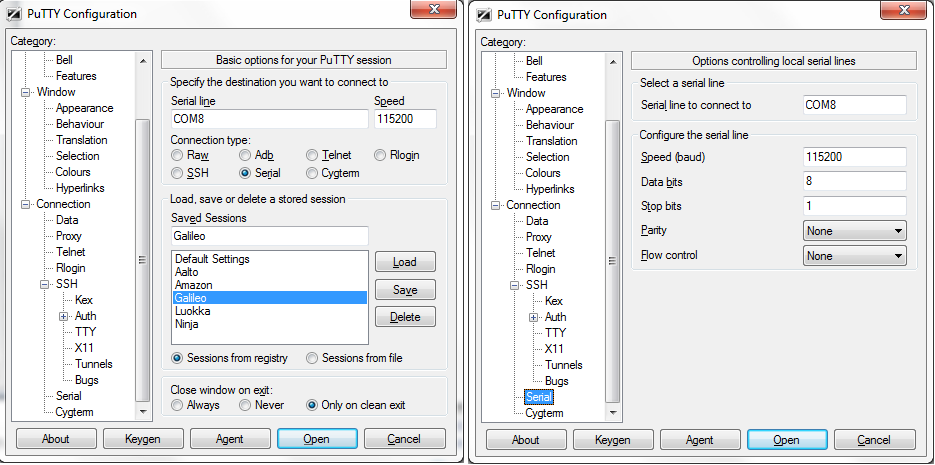 PuTTY Configuration
Category:
Bell
Features
Window
Appearance
Behaviour
Translation
Selection
Colours
Hyperlinks
Connection
Data
Proxy
Telnet
Rlogin
SSH
Kex
Auth
TTY
X11
Tunnels
Bugs
Serial
Cygterm
Basic options for your PuTTY session
Specify the destination you want to connect to
Serial line Speed
COM8 115200
Connection type:
Raw Adb Telnet Rlogin
SSH Serial Cygterm
Load, save or delete a stored session
Saved Sessions
Galileo
Default Settings
Aalto
Amazon
Galileo
Luokka
Ninja
Load
Save
Delete
Sessions from registry Sessions from file
Close window on exit:
Always Never Only on clean exit
About Keygen Agent Open Cancel
PuTTY Configuration
Category:
Bell
Features
Window
Appearance
Behaviour
Translation
Selection
Colours
Hyperlinks
Connection
Data
Proxy
Telnet
Rlogin
SSH
Kex
Auth
TTY
X11
Tunnels
Bugs
Serial
Cygterm
Options controlling local serial lines
Select a serial line
Serial line to connect to COM8
Configure the serial line
Speed (baud) 115200
Data bits 8
Stop bits 1
Parity None
Flow control None
About Keygen Agent Open Cancel